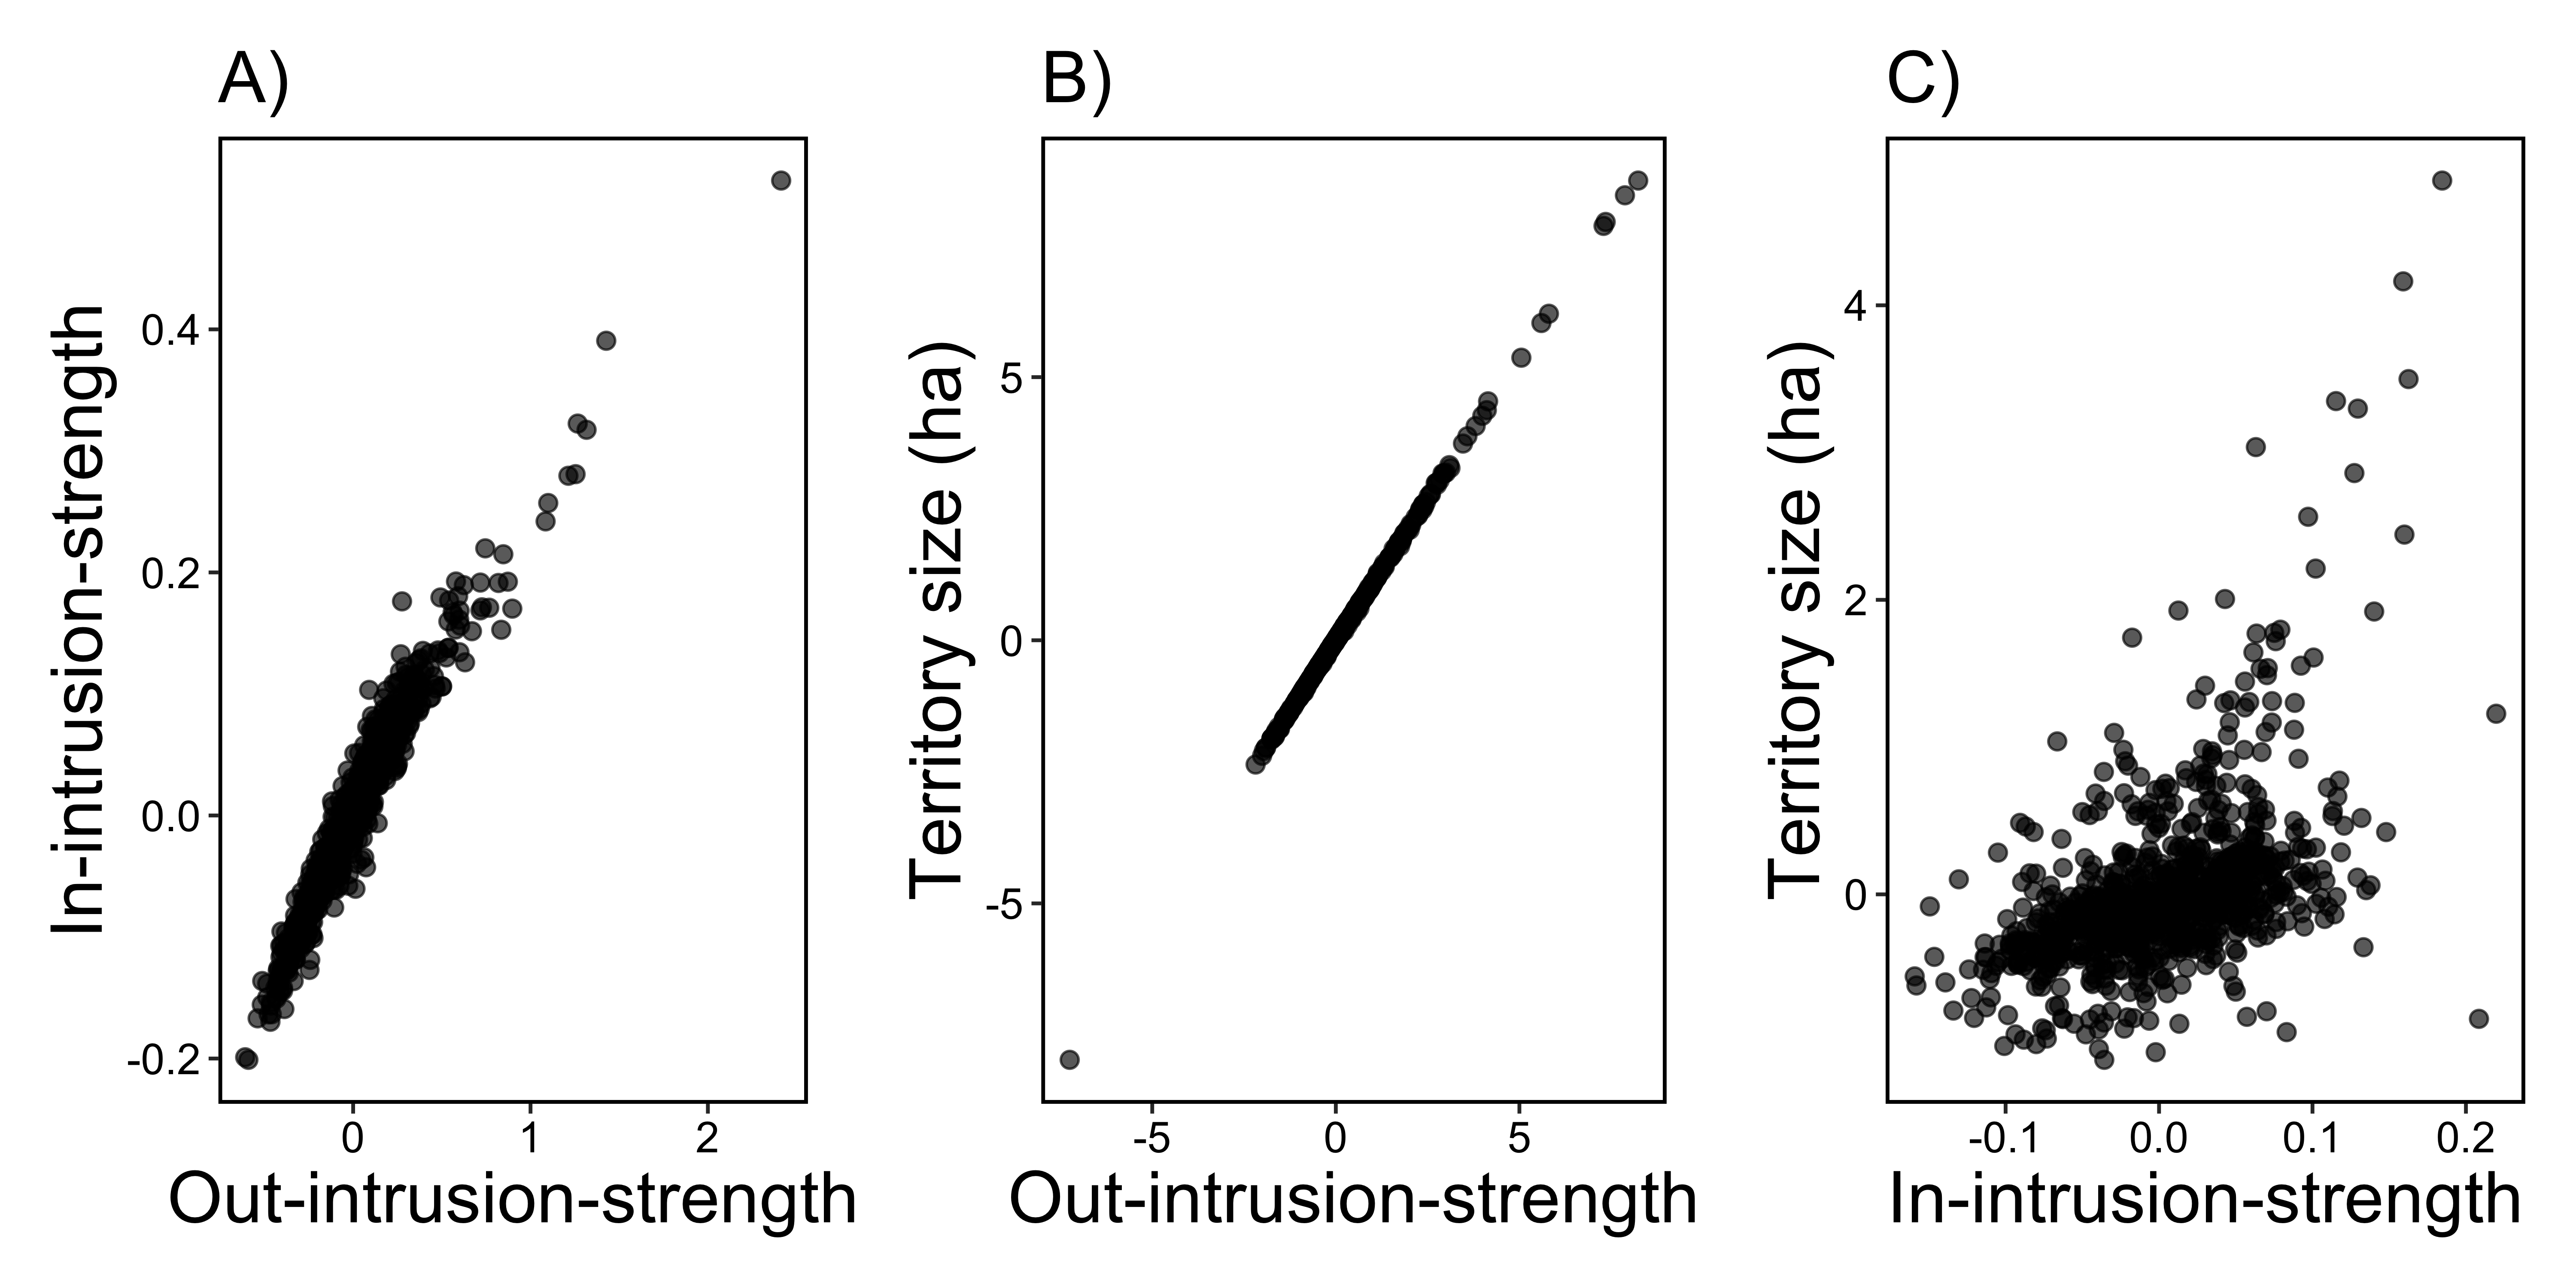 A)
In-intrusion-strength
0.4
0.2
0.0
-0.2
0 1 2
Out-intrusion-strength
B)
Territory size (ha)
5
0
-5
-5 0 5
Out-intrusion-strength
C)
Territory size (ha)
4
2
0
-0.1 0.0 0.1 0.2
In-intrusion-strength